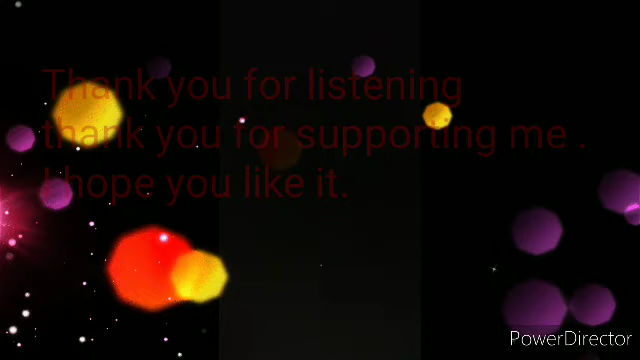 Thank you for listening
thank you for supporting me .
I hope you like it.
PowerDirector